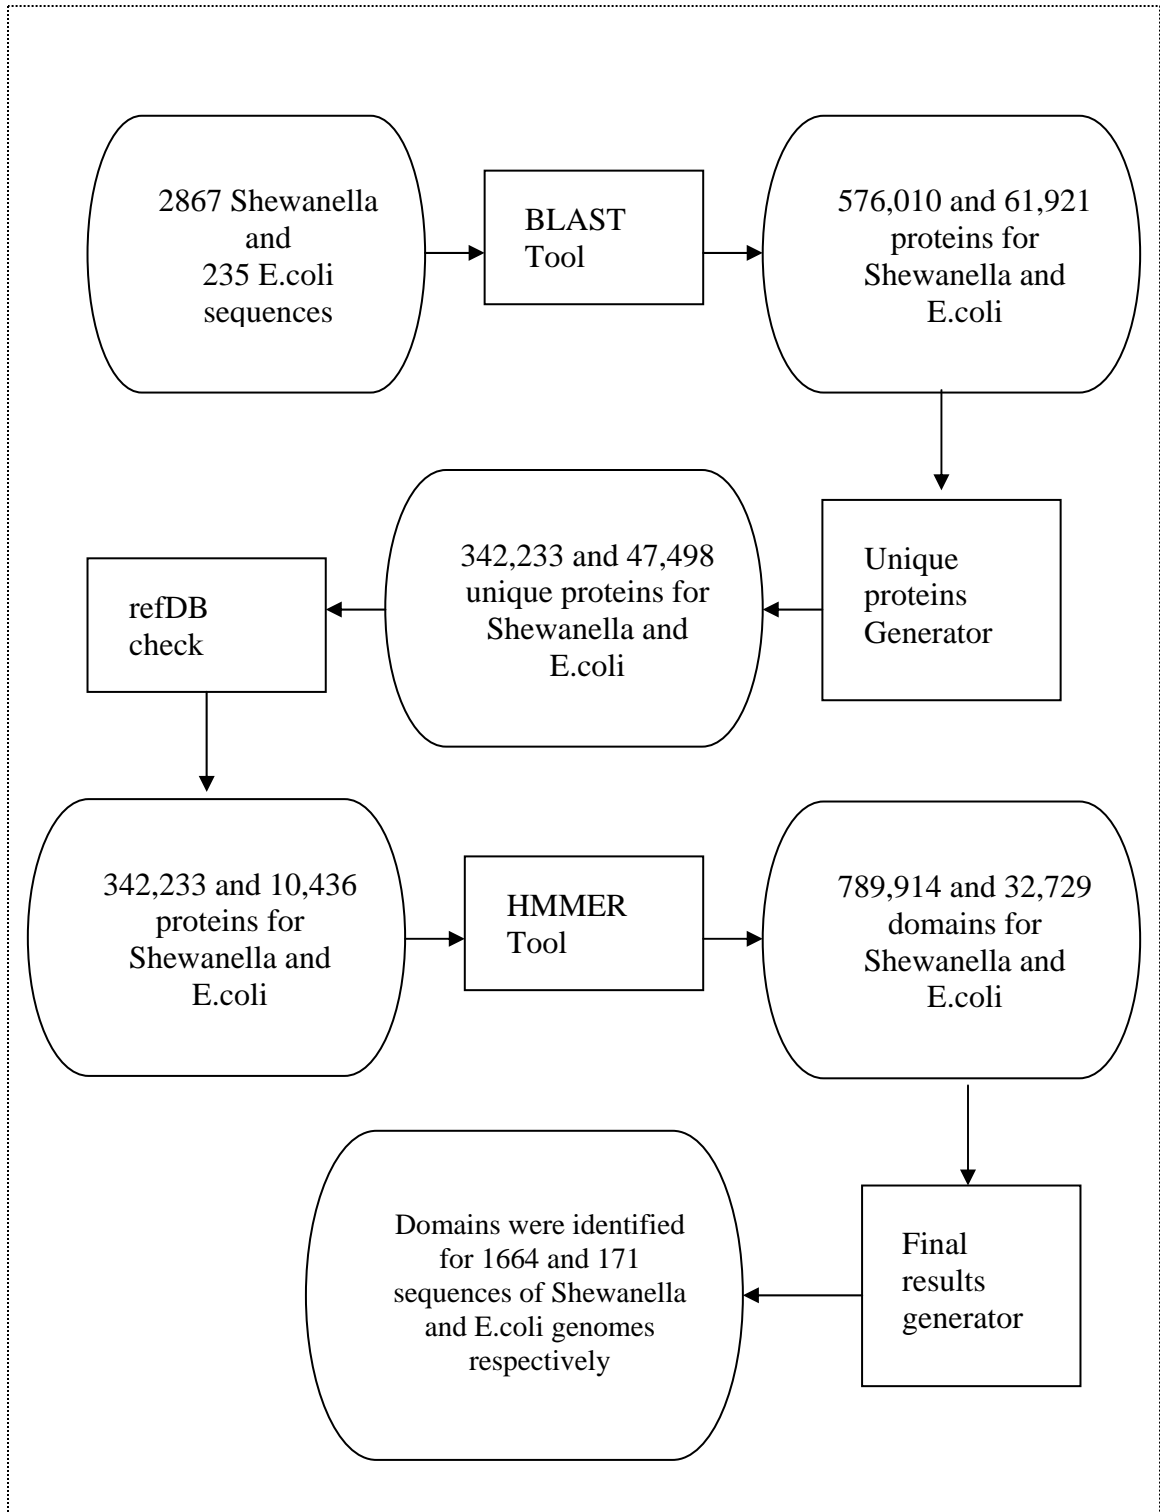 2867 Shewanella
and
235 E.coli
sequences
BLAST
Tool
576,010 and 61,921
proteins for
Shewanella and
E.coli
Unique
proteins
Generator
342,233 and 47,498
unique proteins for
Shewanella and
E.coli
refDB
check
342,233 and 10,436
proteins for
Shewanella and
E.coli
HMMER
Tool
789,914 and 32,729
domains for
Shewanella and
E.coli
Final
results
generator
Domains were identified
for 1664 and 171
sequences of Shewanella
and E.coli genomes
respectively